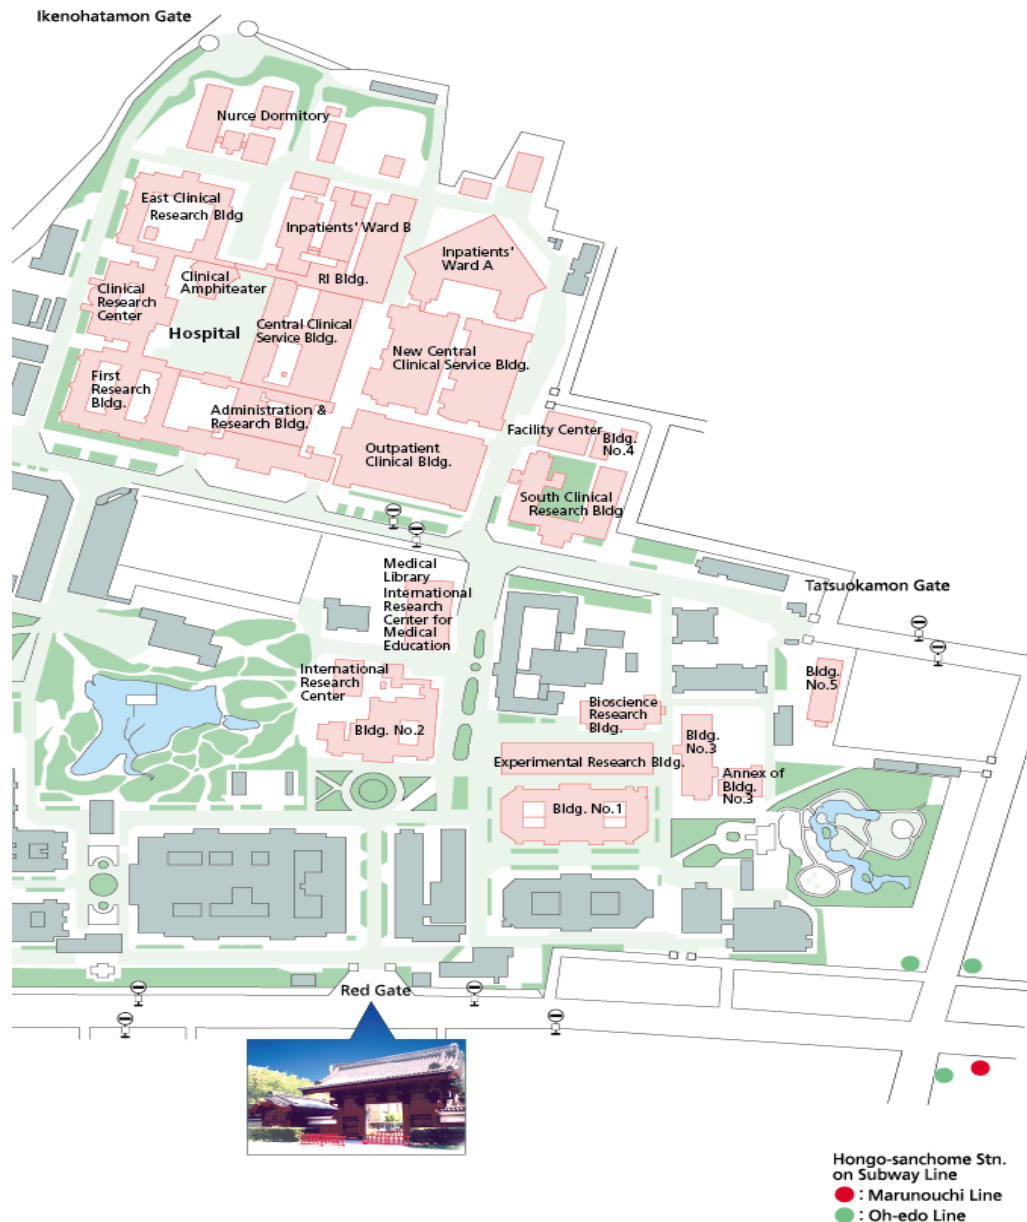 Ikenohatamon Gate
Nurce Dormitory
East Clinical
Research Bldg
Inpatients' Ward B
Inpatients'
Ward A
Clinical
Amphiteater
RI Bldg.
Clinical
Research
Center
Hospital
Central Clinical
Service Bldg.
New Central
Clinical Service Bldg.
First
Research
Bldg.
Administration &
Research Bldg.
Outpatient
Clinical Bldg.
Facility Center
Bldg.
No.4
South Clinical
Research Bldg
Medical
Library
International
Research
Center for
Medical
Education
Tatsuokamon Gate
International
Research
Center
Bldg. No.2
Bldg.
No.5
Bioscience
Research
Bldg.
Bldg.
No.3
Experimental Research Bldg.
Annex of
Bldg.
No.3
Bldg. No.1
Red Gate
Hongo-sanchome Stn.
on Subway Line
: Marunouchi Line
: Oh-edo Line